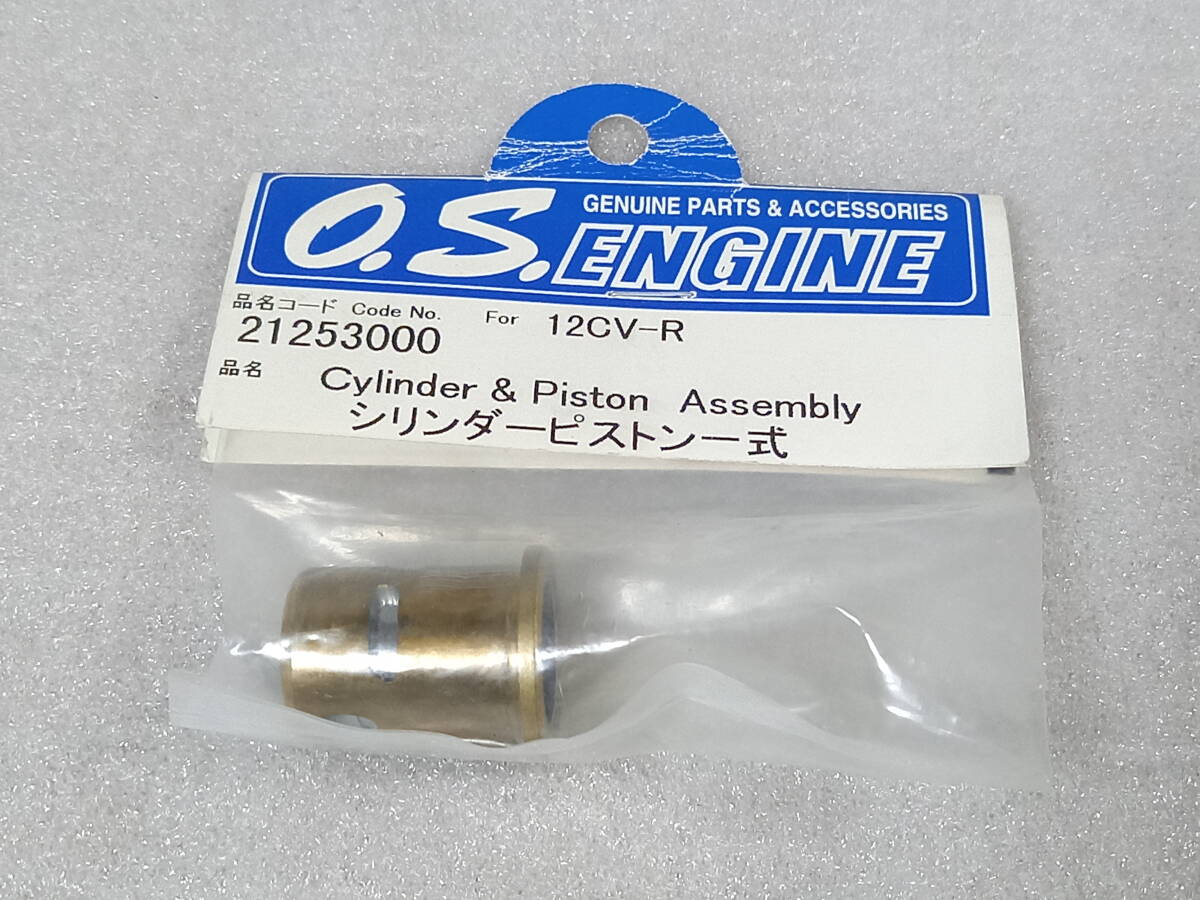 GENUINE PARTS & ACCESSORIES
O.S. ENGINE
品名コード Code No. For 12CV-R
21253000
品名 Cylinder & Piston Assembly
シリンダーピストン一式